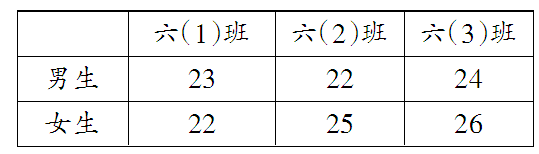 六(1)班 六(2)班 六(3)班
男生 23 22 24
女生 22 25 26